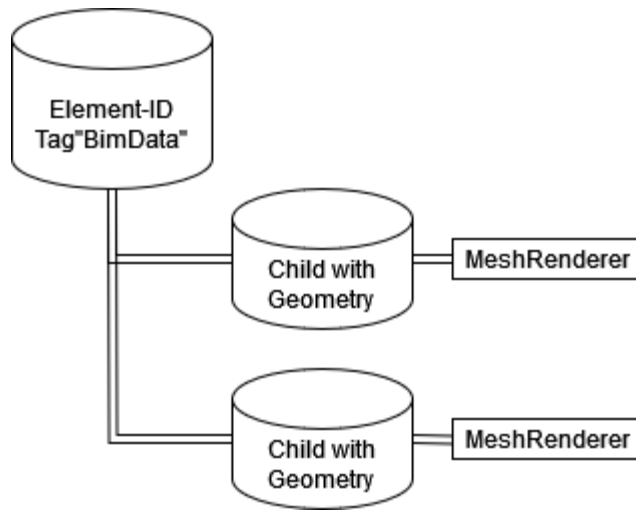 Element-ID
Tag"BimData"
Child with
Geometry
MeshRenderer
Child with
Geometry
MeshRenderer